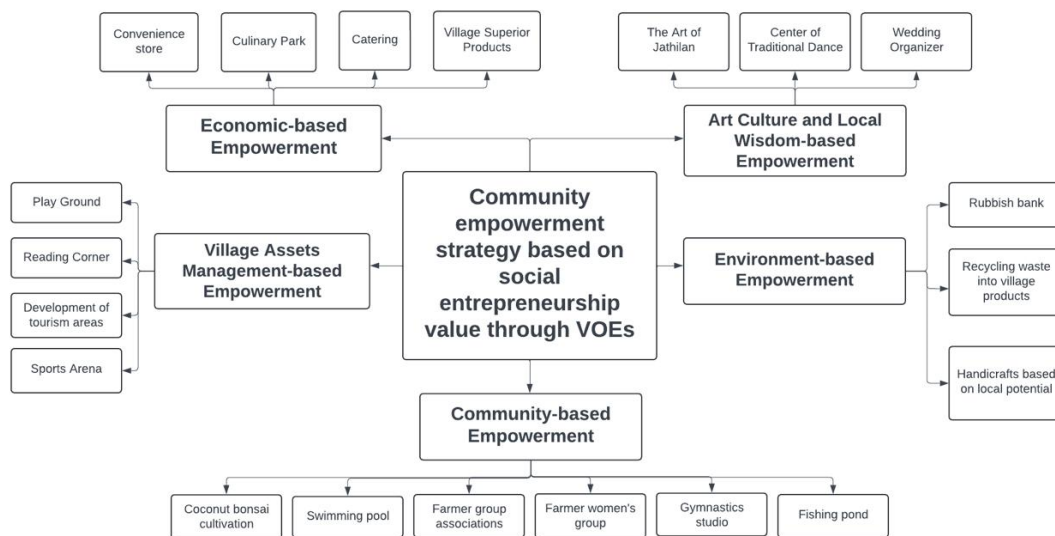 Convenience
store
Culinary Park
Catering
Village Superior
Products
The Art of
Jathilan
Center of
Traditional Dance
Wedding
Organizer
Economic-based
Empowerment
Art Culture and Local
Wisdom-based
Empowerment
Play Ground
Reading Corner
Development of
tourism areas
Sports Arena
Village Assets
Management-based
Empowerment
Community
empowerment
strategy based on
social
entrepreneurship
value through VOEs
Environment-based
Empowerment
Rubbish bank
Recycling waste
into village
products
Handicrafts based
on local potential
Community-based
Empowerment
Coconut bonsai
cultivation
Swimming pool
Farmer group
associations
Farmer women's
group
Gymnastics
studio
Fishing pond